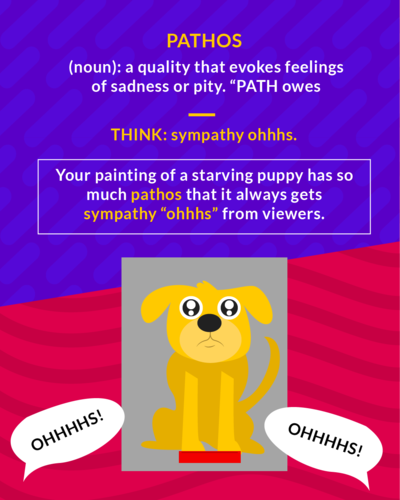 PATHOS
(noun): a quality that evokes feelings
of sadness or pity. “PATH owes
THINK: sympathy ohhhs.
Your painting of a starving puppy has so
much pathos that it always gets
sympathy “ohhhs” from viewers.
OHHHHS!
OHHHHS!